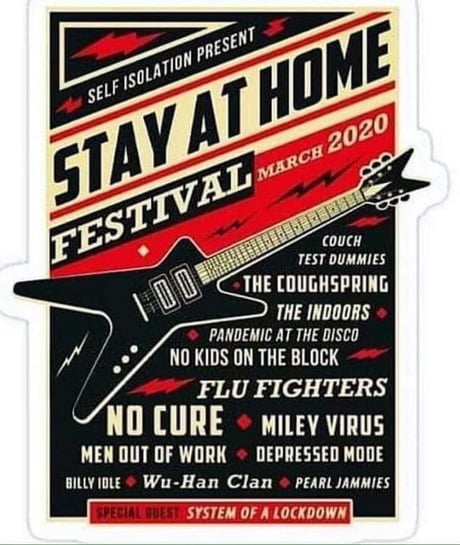 SELF ISOLATION PRESENT
STAY AT HOME
FESTIVAL MARCH 2020
COUCH
TEST DUMMIES
THE COUGHSPRING
THE INDOORS
PANDEMIC AT THE DISCO
NO KIDS ON THE BLOCK
FLU FIGHTERS
NO CURE MILEY VIRUS
MEN OUT OF WORK DEPRESSED MODE
BILLY IDLE Wu-Han Clan PEARL JAMMIES
SPECIAL GUEST SYSTEM OF A LOCKDOWN